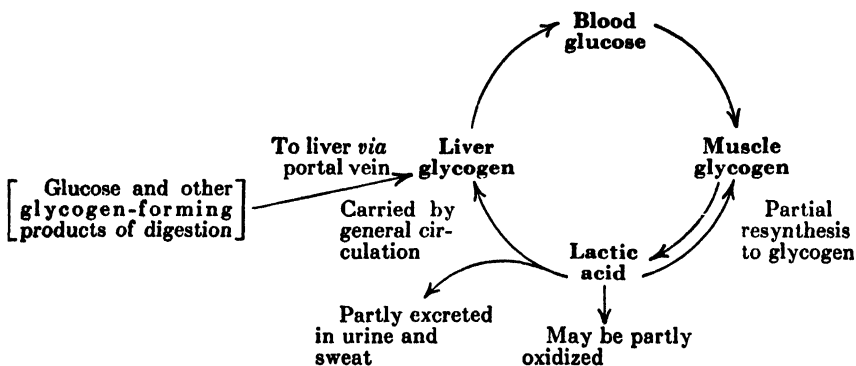 Blood
glucose
To liver via
portal vein
Liver
glycogen
Muscle
glycogen
Glucose and other
glycogen-forming
products of digestion
Carried by
general cir-
culation
Partial
resynthesis
to glycogen
Lactic
acid
Partly excreted
in urine and
sweat
May be partly
oxidized